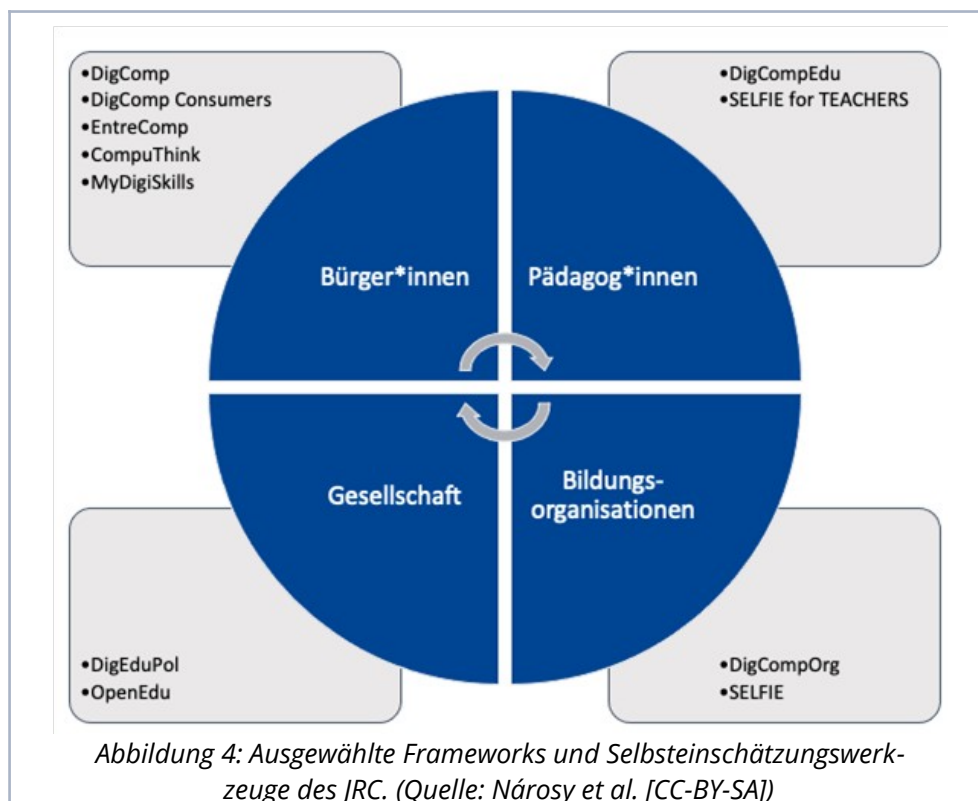 •DigComp
•DigComp Consumers
•EntreComp
•CompuThink
•MyDigiSkills
•DigCompEdu
•SELFIE for TEACHERS
Bürger*innen
Pädagog*innen
Gesellschaft
Bildungs-
organisationen
•DigEduPol
•OpenEdu
•DigCompOrg
•SELFIE
Abbildung 4: Ausgewählte Frameworks und Selbsteinschätzungswerk-
zeuge des JRC. (Quelle: Nárosy et al. [CC-BY-SA])